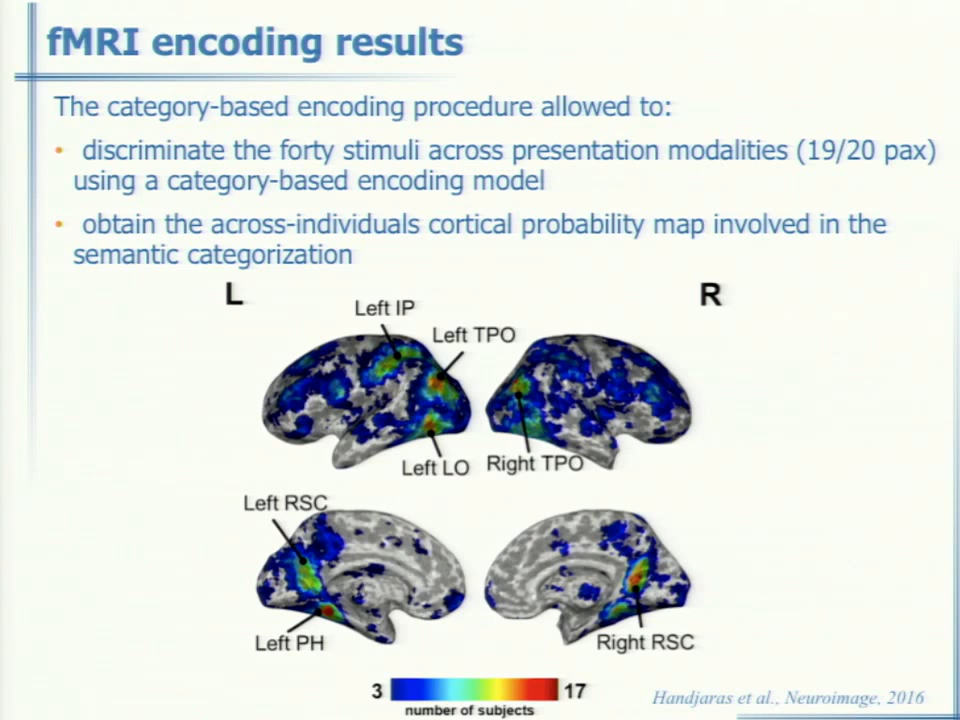 fMRI encoding results
The category-based encoding procedure allowed to:
• discriminate the forty stimuli across presentation modalities (19/20 pax)
using a category-based encoding model
• obtain the across-individuals cortical probability map involved in the
semantic categorization
L
R
Left IP
Left TPO
Left LO
Right TPO
Left RSC
Left PH
Right RSC
3
17
number of subjects
Handjaras et al., Neuroimage, 2016